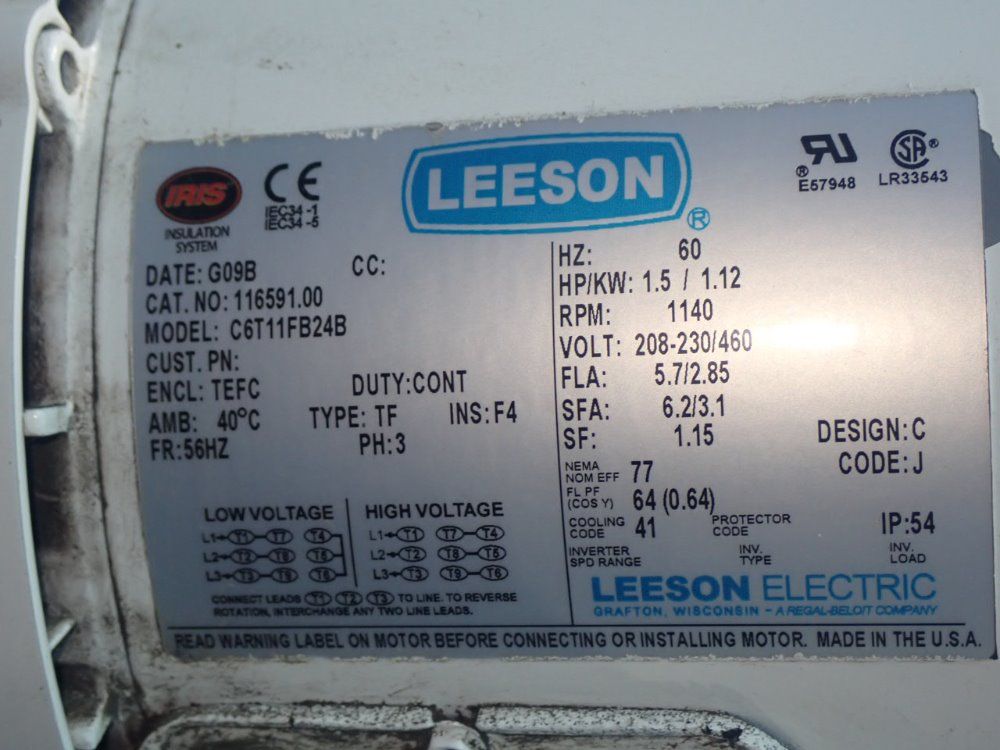 IRIS
INSULATION
SYSTEM
CE
IEC34 -1
IEC34 -5
LEESON
®
RU
®
E57948
SA®
LR33543
DATE: G09B CC:
CAT. NO: 116591.00
MODEL: C6T11FB24B
CUST. PN:
ENCL: TEFC DUTY:CONT
AMB: 40°C TYPE: TF INS:F4
FR:56HZ PH:3
HZ: 60
HP/KW: 1.5 / 1.12
RPM: 1140
VOLT: 208-230/460
FLA: 5.7/2.85
SFA: 6.2/3.1
SF: 1.15 DESIGN:C
CODE:J
NEMA
NOM EFF 77
FL PF
(COS Y) 64 (0.64)
COOLING
CODE 41 PROTECTOR
CODE IP:54
INVERTER
SPD RANGE INV.
TYPE INV.
LOAD
LOW VOLTAGE
L1 T1 T7 T4
L2 T2 T8 T5
L3 T3 T9 T6
HIGH VOLTAGE
L1 T1 T7 T4
L2 T2 T8 T5
L3 T3 T9 T6
CONNECT LEADS T1 T2 T3 TO LINE. TO REVERSE
ROTATION, INTERCHANGE ANY TWO LINE LEADS.
LEESON ELECTRIC
GRAFTON, WISCONSIN - A REGAL-BELOIT COMPANY
READ WARNING LABEL ON MOTOR BEFORE CONNECTING OR INSTALLING MOTOR. MADE IN THE U.S.A.